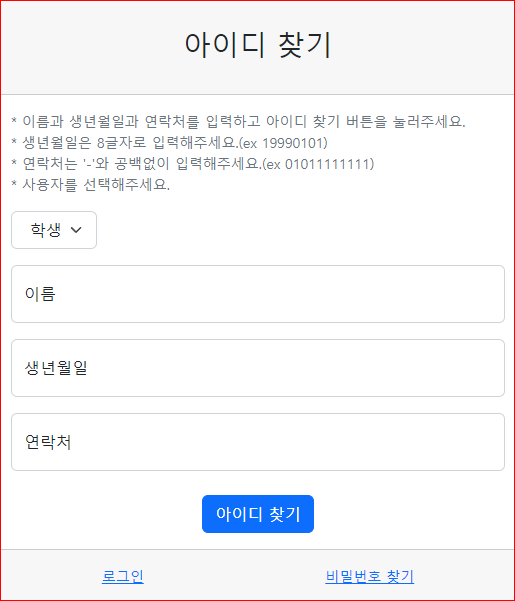 아이디 찾기
* 이름과 생년월일과 연락처를 입력하고 아이디 찾기 버튼을 눌러주세요.
* 생년월일은 8글자로 입력해주세요.(ex 19990101)
* 연락처는 '-'와 공백없이 입력해주세요.(ex 01011111111)
* 사용자를 선택해주세요.
학생
이름
생년월일
연락처
아이디 찾기
로그인 비밀번호 찾기